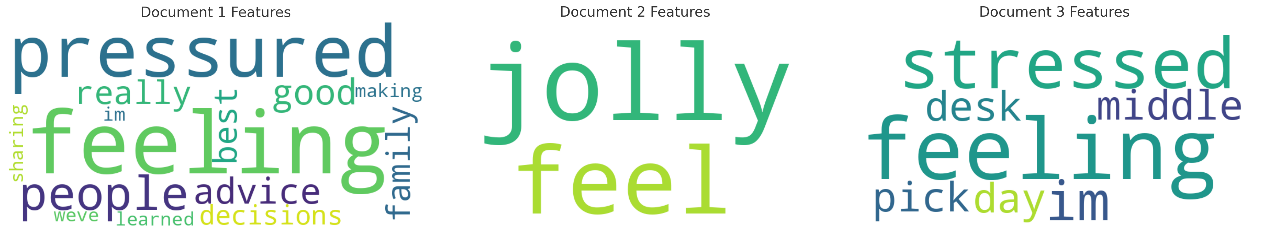 Document 1 Features
pressured
really
good
making
im
best
sharing
feeling
family
people
advice
weve
learned
decisions
Document 2 Features
jolly
feel
Document 3 Features
stressed
desk
middle
feeling
pick
day
im